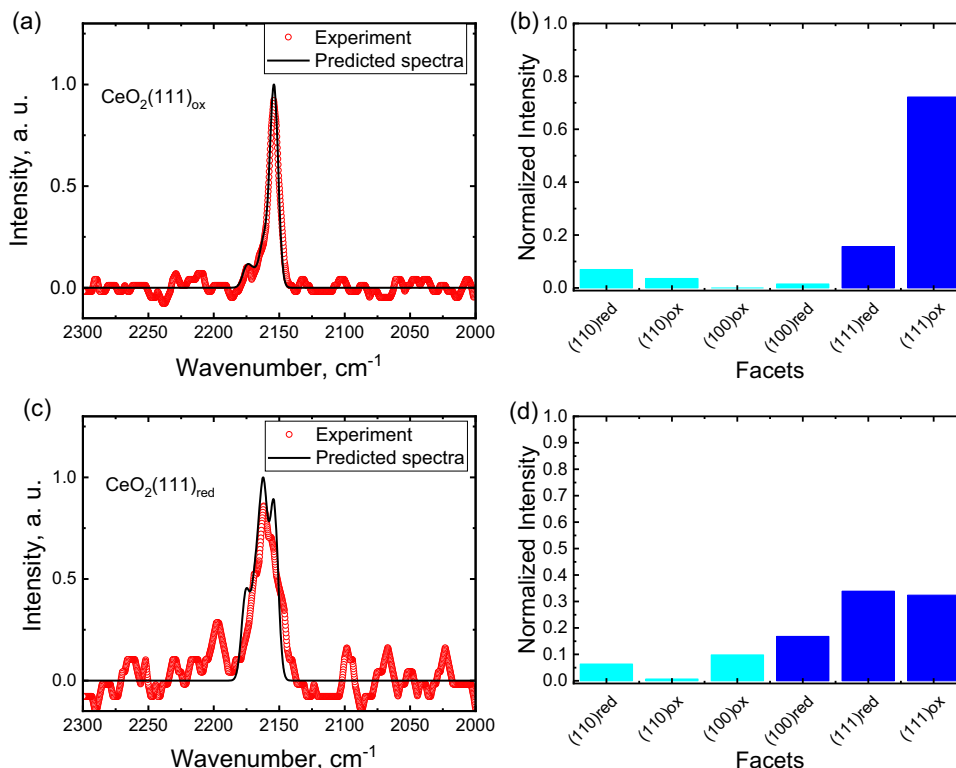 (a)
Experiment
Predicted spectra
CeO2(111)ox
1.0
0.5
0.0
Intensity, a. u.
2300 2250 2200 2150 2100 2050 2000
Wavenumber, cm-1
(b)
1.0
0.8
0.6
0.4
0.2
0.0
Normalized Intensity
(110)red (110)ox (100)ox (100)red (111)red (111)ox
Facets
(c)
Experiment
Predicted spectra
CeO2(111)red
1.0
0.5
0.0
Intensity, a. u.
2300 2250 2200 2150 2100 2050 2000
Wavenumber, cm-1
(d)
1.0
0.9
0.8
0.7
0.6
0.5
0.4
0.3
0.2
0.1
0.0
Normalized Intensity
(110)red (110)ox (100)ox (100)red (111)red (111)ox
Facets